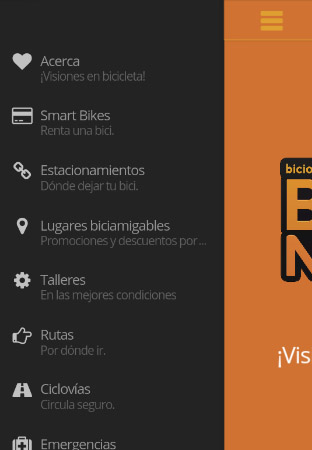 Acerca
¡Visiones en bicicleta!
Smart Bikes
Renta una bici.
Estacionamientos
Dónde dejar tu bici.
Lugares biciamigables
Promociones y descuentos por ...
Talleres
En las mejores condiciones
Rutas
Por dónde ir.
Ciclovías
Circula seguro.
Emergencias
bicio
B
N
¡Vis